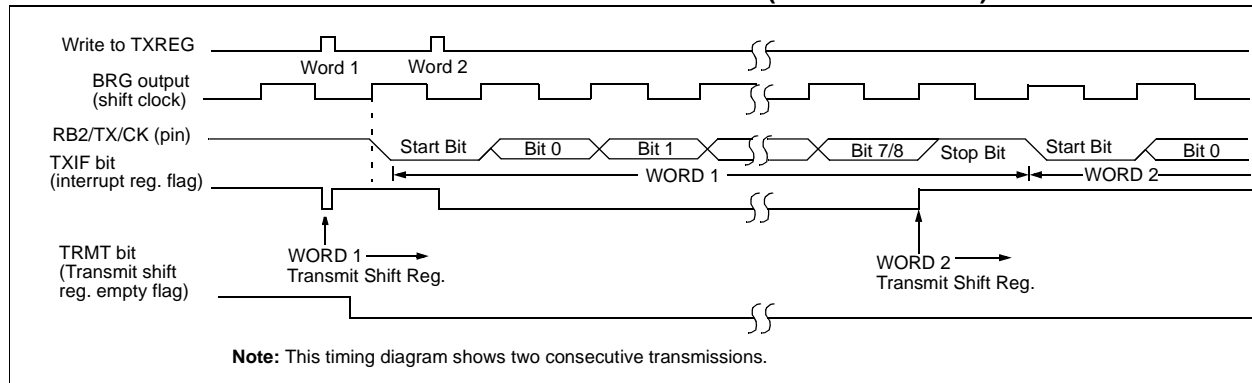 Write to TXREG
Word 1
Word 2
BRG output
(shift clock)
RB2/TX/CK (pin)
Start Bit
Bit 0
Bit 1
Bit 7/8
Stop Bit
Start Bit
Bit 0
TXIF bit
(interrupt reg. flag)
WORD 1
WORD 2
TRMT bit
(Transmit shift
reg. empty flag)
WORD 1
Transmit Shift Reg.
WORD 2
Transmit Shift Reg.
Note: This timing diagram shows two consecutive transmissions.